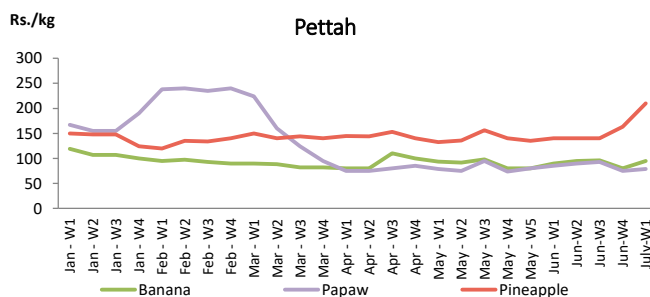 Rs./kg
Pettah
300
250
200
150
100
50
0
Jan - W1
Jan - W2
Jan - W3
Jan - W4
Feb - W1
Feb - W2
Feb - W3
Feb - W4
Mar - W1
Mar - W2
Mar - W3
Mar - W4
Apr - W1
Apr - W2
Apr - W3
Apr - W4
May - W1
May - W2
May - W3
May - W4
May - W5
Jun - W1
Jun-W2
Jun-W3
Jun-W4
July-W1
Banana
Papaw
Pineapple